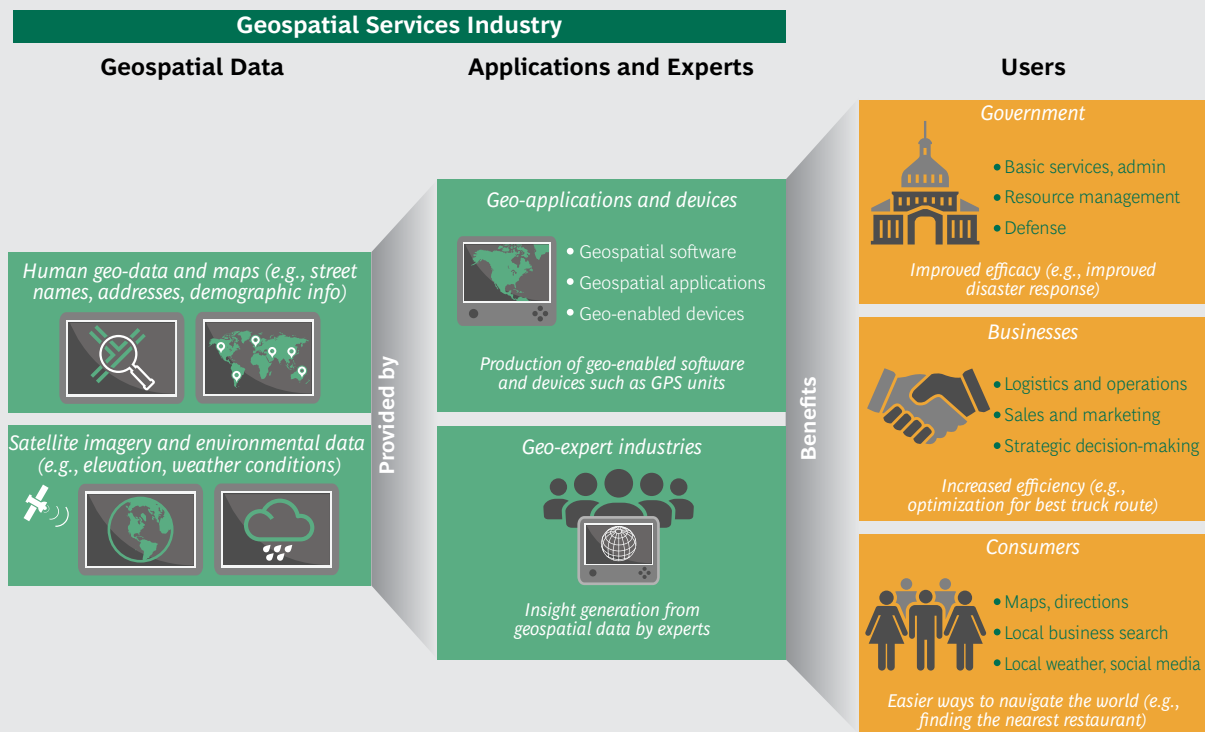 Geospatial Services Industry
Geospatial Data
Applications and Experts
Users
Human geo-data and maps (e.g., street
names, addresses, demographic info)
Satellite imagery and environmental data
(e.g., elevation, weather conditions)
Provided by
Geo-applications and devices
• Geospatial software
• Geospatial applications
• Geo-enabled devices
Production of geo-enabled software
and devices such as GPS units
Geo-expert industries
Insight generation from
geospatial data by experts
Benefits
Government
• Basic services, admin
• Resource management
• Defense
Improved efficacy (e.g., improved
disaster response)
Businesses
• Logistics and operations
• Sales and marketing
• Strategic decision-making
Increased efficiency (e.g.,
optimization for best truck route)
Consumers
• Maps, directions
• Local business search
• Local weather, social media
Easier ways to navigate the world (e.g.,
finding the nearest restaurant)